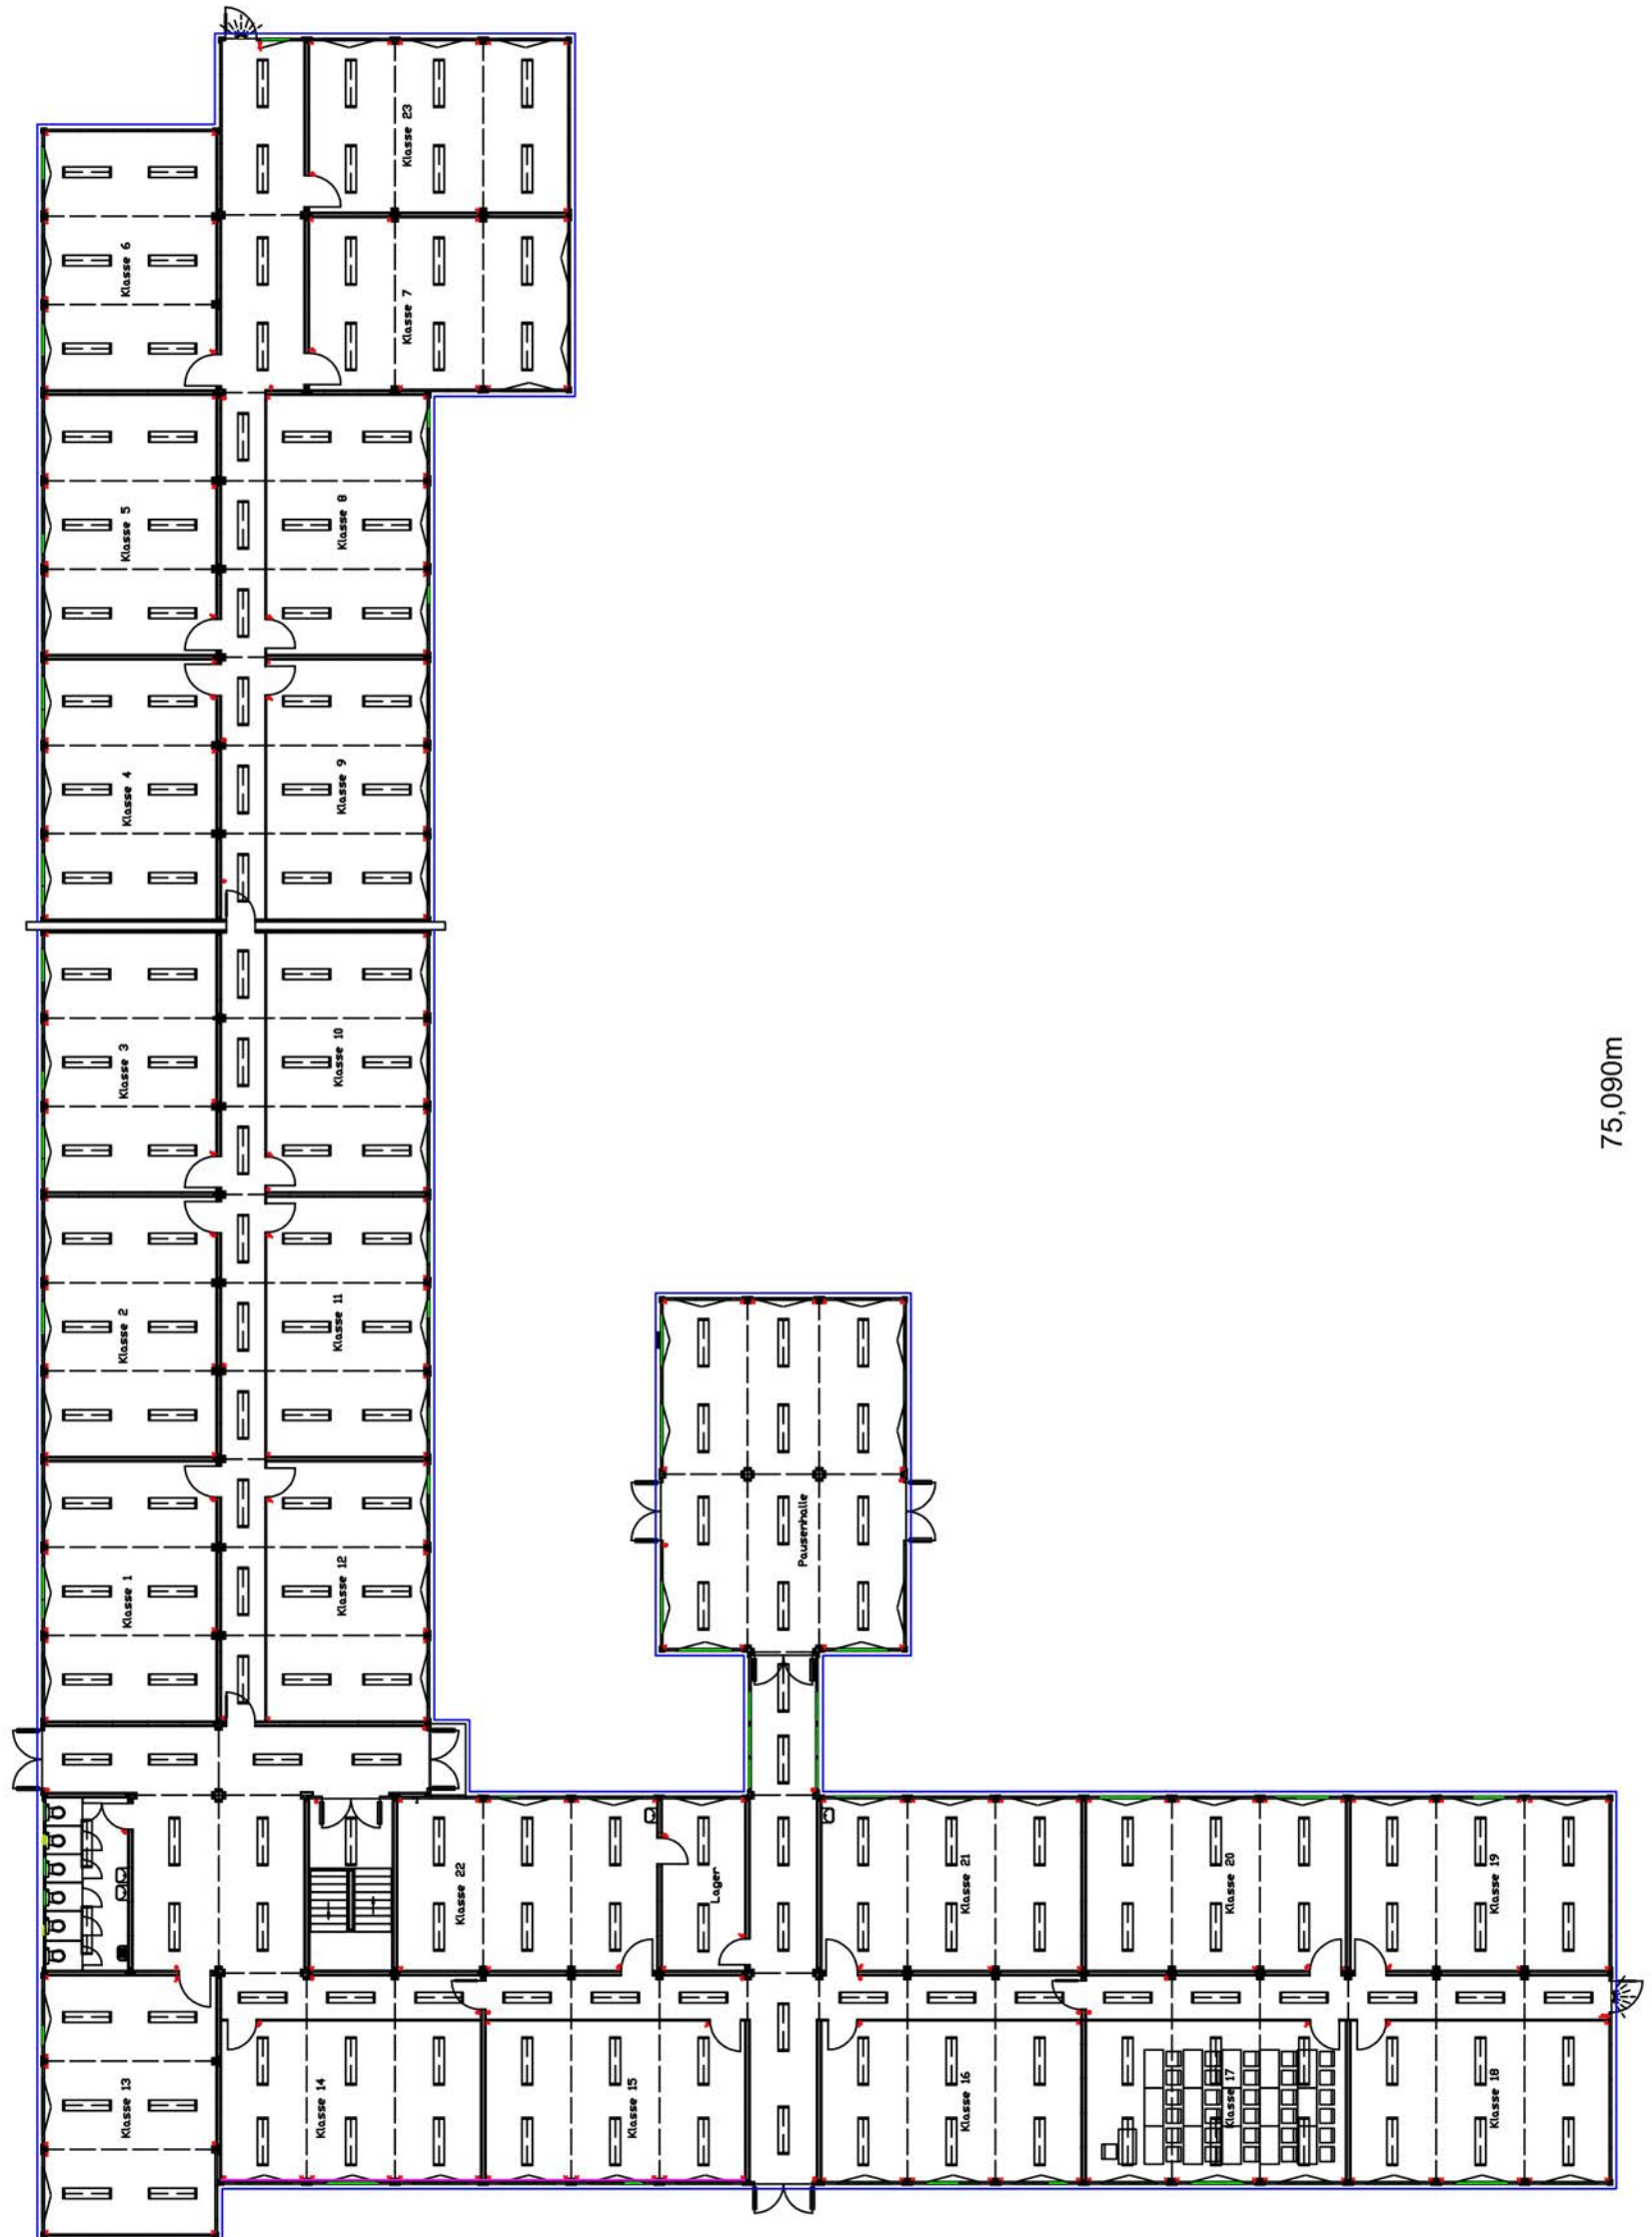 Klasse 23
Klasse 6
Klasse 7
Klasse 5
Klasse 8
Klasse 4
Klasse 9
Klasse 3
Klasse 10
Klasse 2
Klasse 11
Klasse 1
Klasse 12
Pausenhalle
75,090m
Klasse 22
Lager
Klasse 21
Klasse 20
Klasse 19
Klasse 13
Klasse 14
Klasse 15
Klasse 16
Klasse 17
Klasse 18